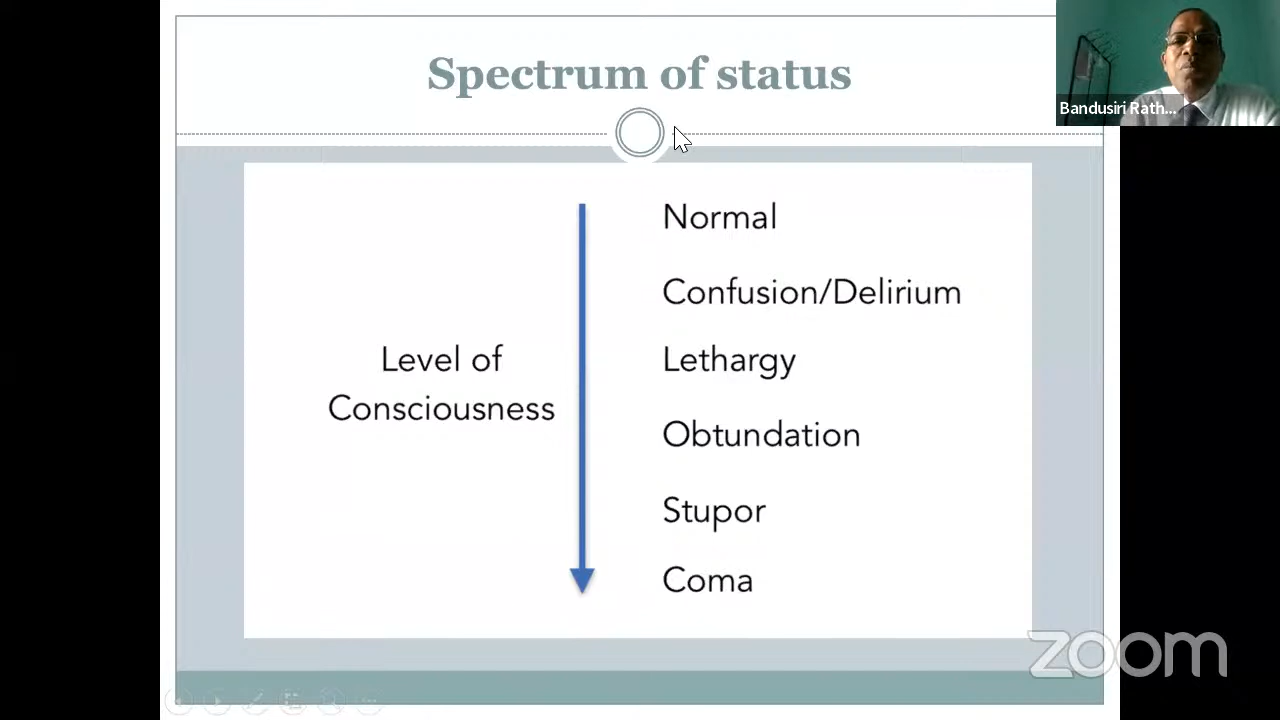 Spectrum of status
Bandusiri Rath...
Normal
Confusion/Delirium
Level of
Consciousness
Lethargy
Obtundation
Stupor
Coma
zoom